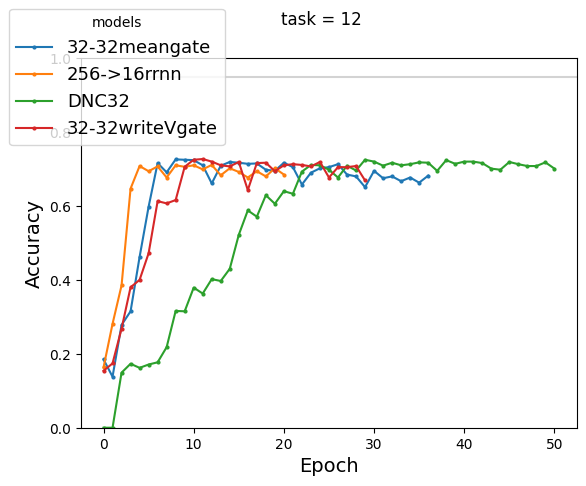 task = 12
models
32-32meangate
256->16rrnn
DNC32
32-32writeVgate
1.0
0.8
0.6
0.4
0.2
0.0
Accuracy
0 10 20 30 40 50
Epoch